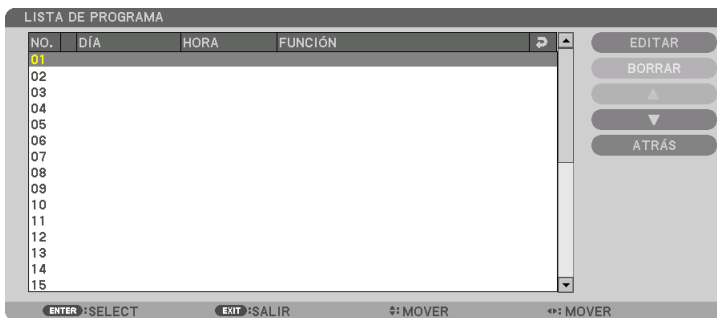 LISTA DE PROGRAMA
NO. DÍA HORA FUNCIÓN
01
02
03
04
05
06
07
08
09
10
11
12
13
14
15
EDITAR
BORRAR
ATRÁS
ENTER :SELECT EXIT :SALIR :MOVER :MOVER